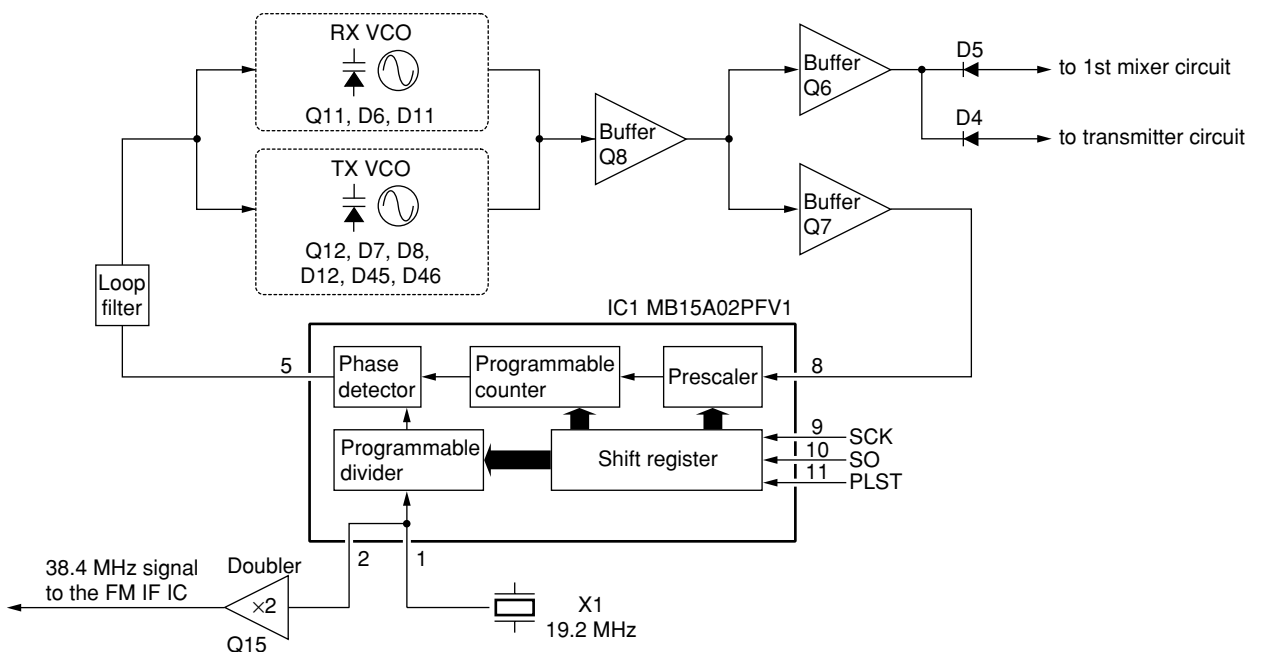 RX VCO
Q11, D6, D11
TX VCO
Q12, D7, D8,
D12, D45, D46
Buffer
Q8
Buffer
Q6
Buffer
Q7
D5
to 1st mixer circuit
D4
to transmitter circuit
Loop
filter
IC1 MB15A02PFV1
5
Phase
detector
Programmable
counter
Prescaler
8
Programmable
divider
Shift register
9
SCK
10
SO
11
PLST
2
1
38.4 MHz signal
to the FM IF IC
Doubler
×2
Q15
X1
19.2 MHz